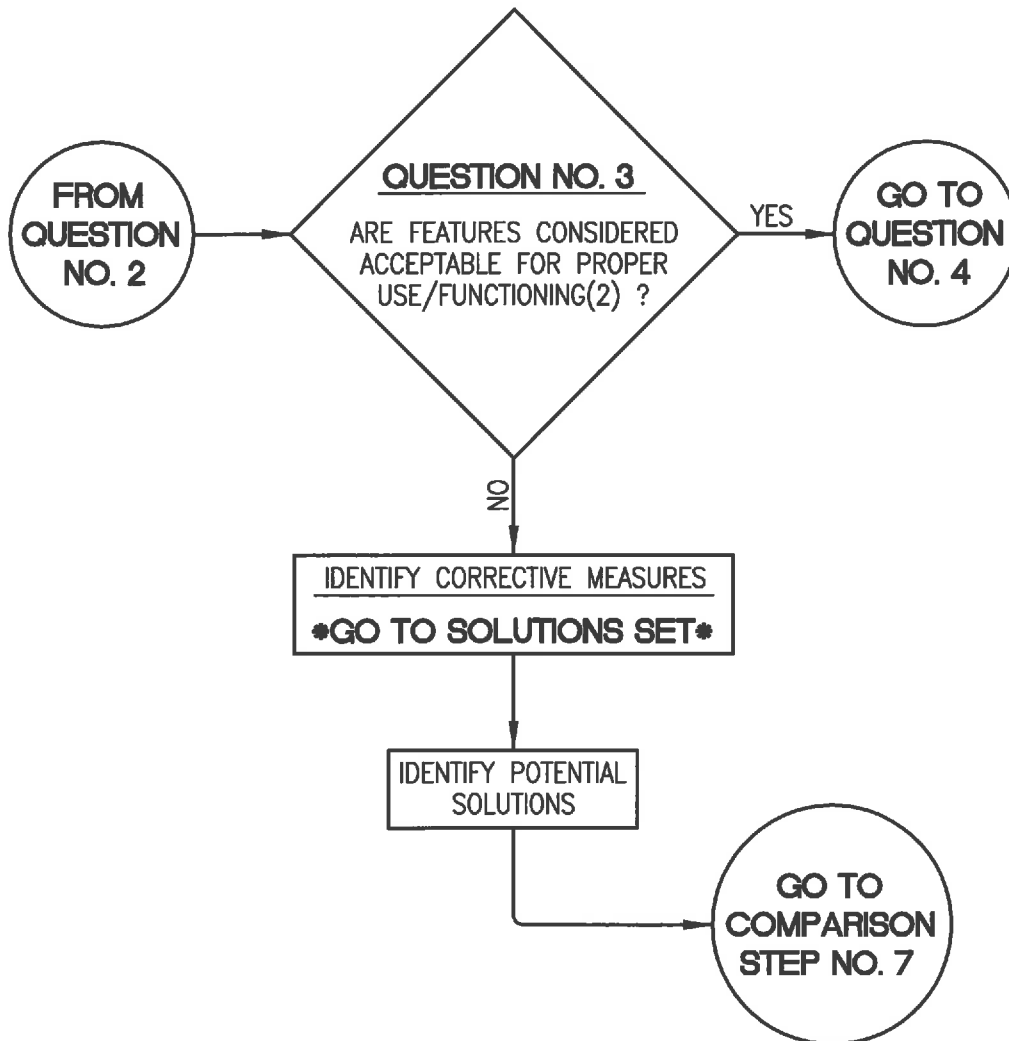 FROM
QUESTION
NO. 2
QUESTION NO. 3
ARE FEATURES CONSIDERED
ACCEPTABLE FOR PROPER
USE/FUNCTIONING(2) ?
YES
GO TO
QUESTION
NO. 4
NO
IDENTIFY CORRECTIVE MEASURES
*GO TO SOLUTIONS SET*
IDENTIFY POTENTIAL
SOLUTIONS
GO TO
COMPARISON
STEP NO. 7